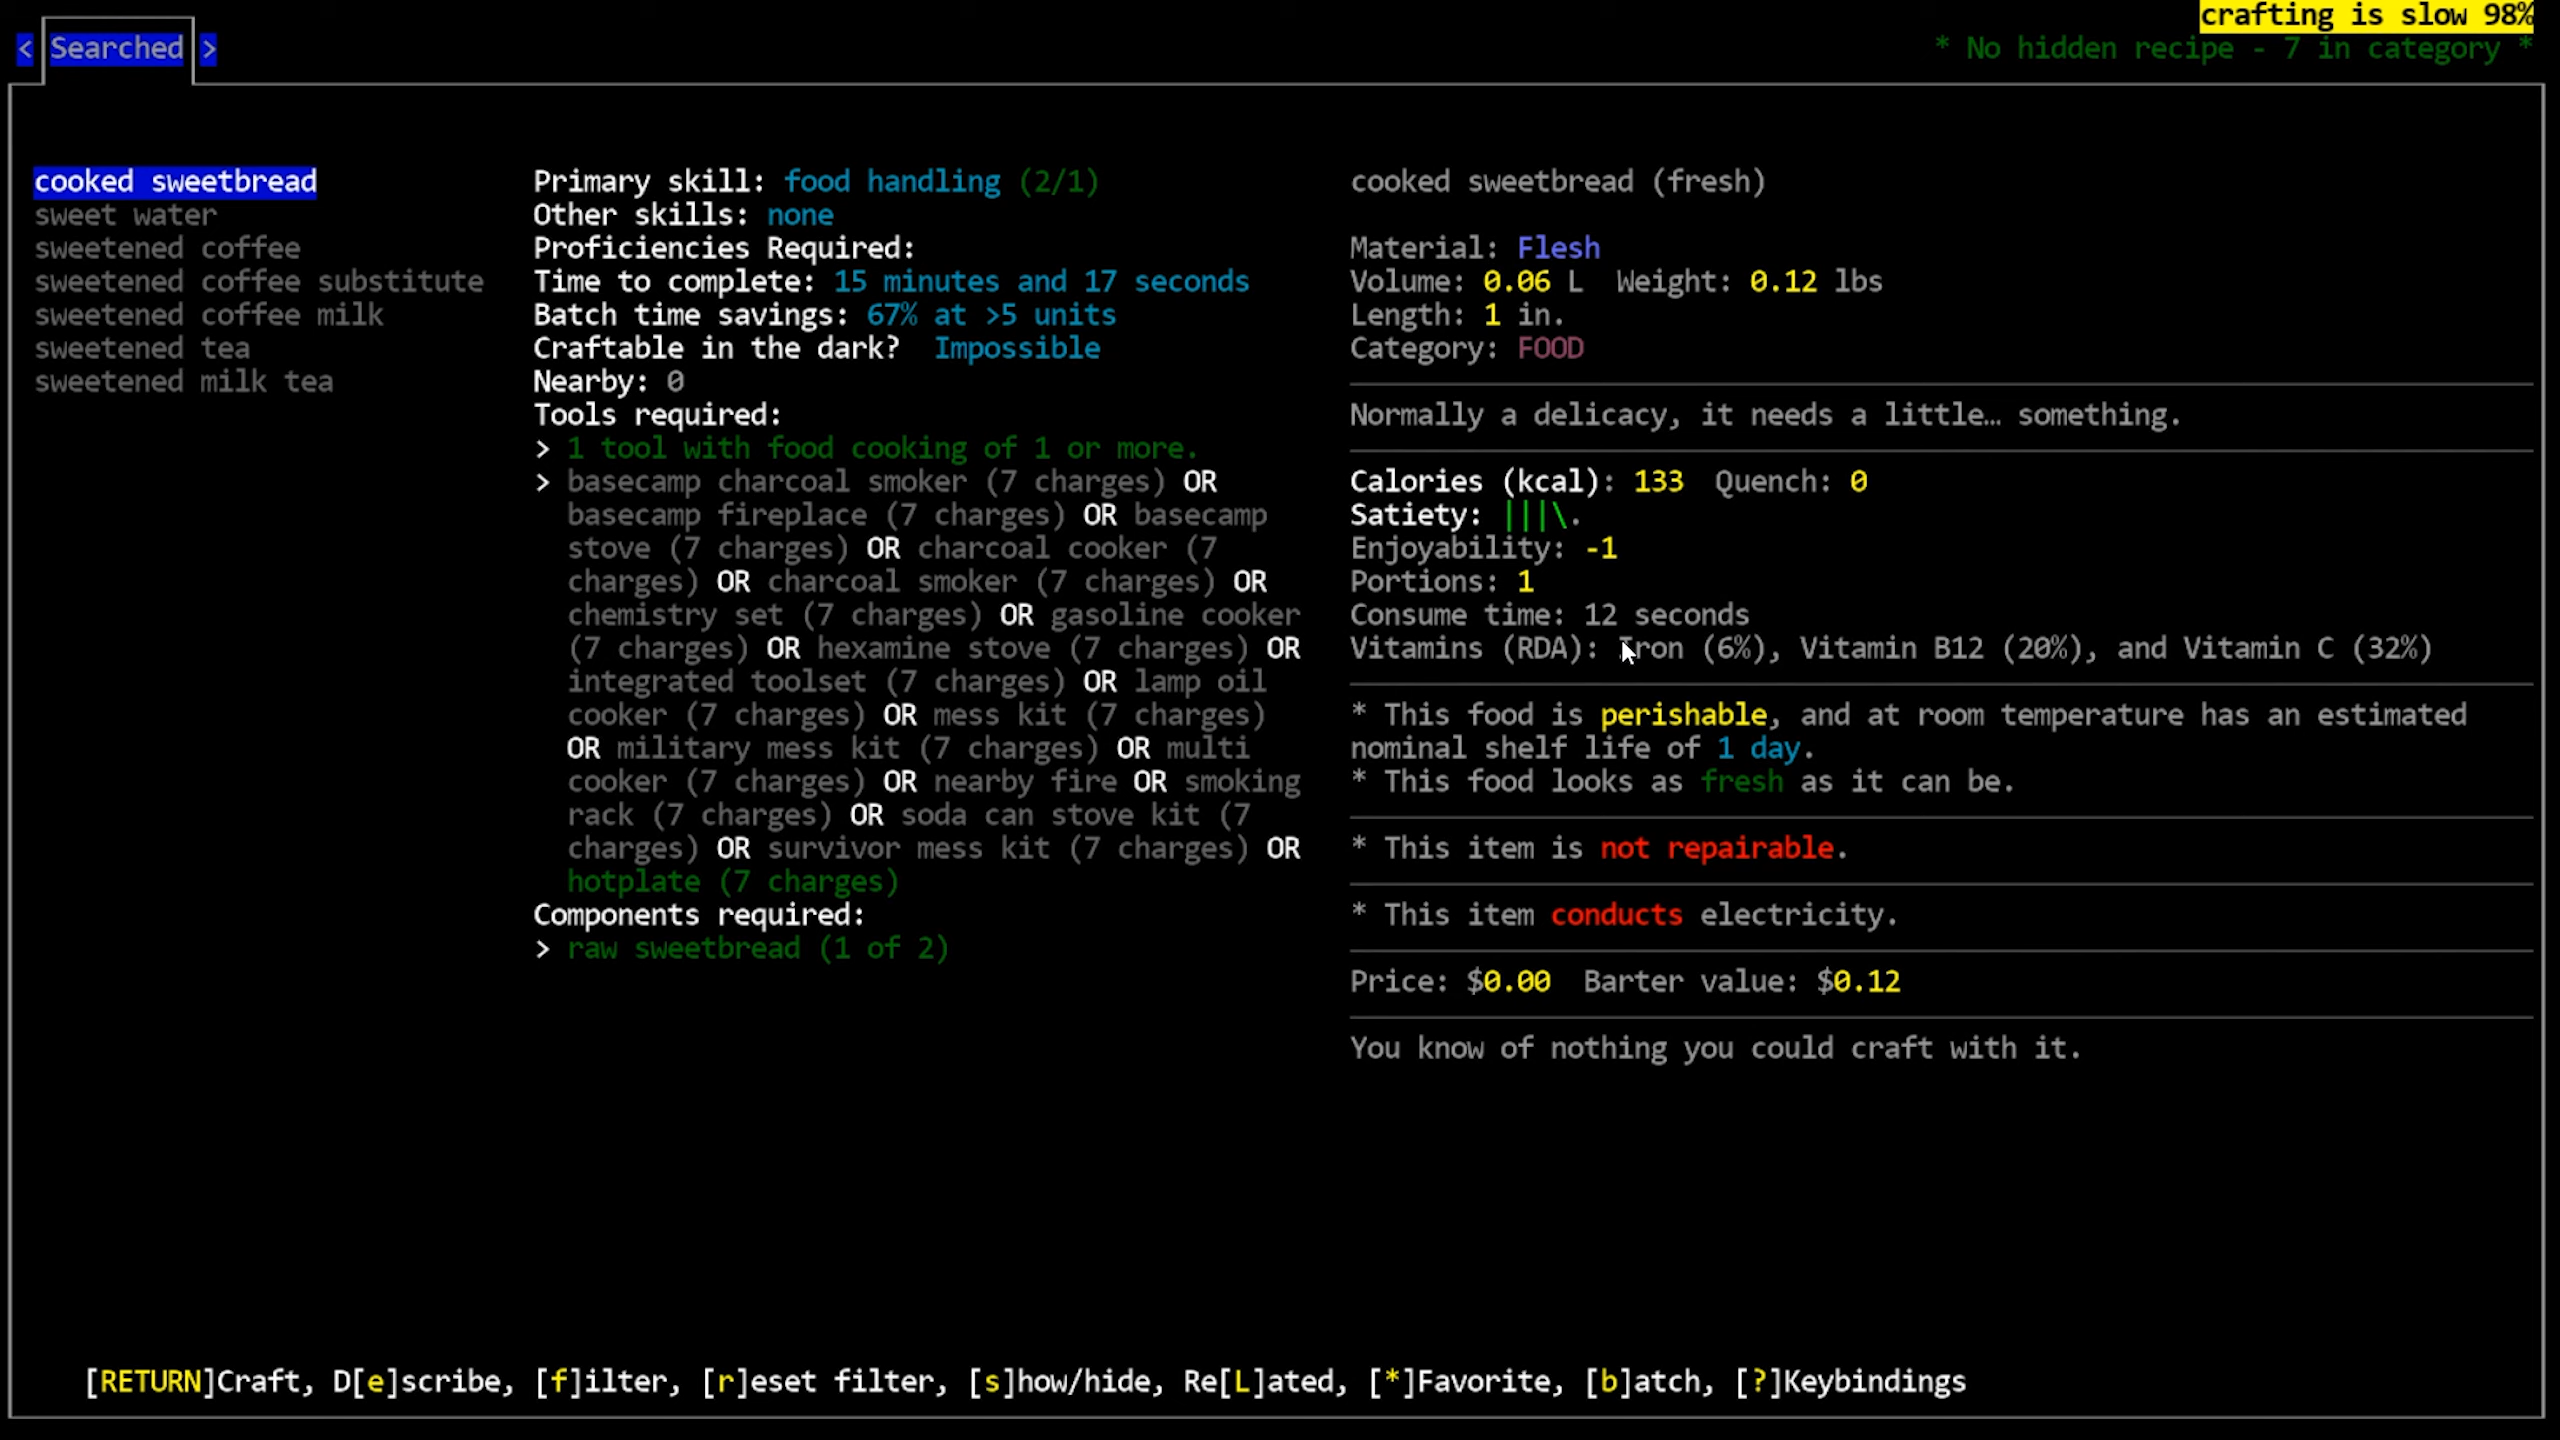 crafting is slow 98%
< Searched >
* No hidden recipe - 7 in category *
cooked sweetbread
sweet water
sweetened coffee
sweetened coffee substitute
sweetened coffee milk
sweetened tea
sweetened milk tea
Primary skill: food handling (2/1)
Other skills: none
Proficiencies Required:
Time to complete: 15 minutes and 17 seconds
Batch time savings: 67% at >5 units
Craftable in the dark? Impossible
Nearby: 0
Tools required:
> 1 tool with food cooking of 1 or more.
> basecamp charcoal smoker (7 charges) OR
basecamp fireplace (7 charges) OR basecamp
stove (7 charges) OR charcoal cooker (7
charges) OR charcoal smoker (7 charges) OR
chemistry set (7 charges) OR gasoline cooker
(7 charges) OR hexamine stove (7 charges) OR
integrated toolset (7 charges) OR lamp oil
cooker (7 charges) OR mess kit (7 charges)
OR military mess kit (7 charges) OR multi
cooker (7 charges) OR nearby fire OR smoking
rack (7 charges) OR soda can stove kit (7
charges) OR survivor mess kit (7 charges) OR
hotplate (7 charges)
Components required:
> raw sweetbread (1 of 2)
cooked sweetbread (fresh)
Material: Flesh
Volume: 0.06 L Weight: 0.12 lbs
Length: 1 in.
Category: FOOD
Normally a delicacy, it needs a little… something.
Calories (kcal): 133 Quench: 0
Satiety: |||\.
Enjoyability: -1
Portions: 1
Consume time: 12 seconds
Vitamins (RDA): Iron (6%), Vitamin B12 (20%), and Vitamin C (32%)
* This food is perishable, and at room temperature has an estimated
nominal shelf life of 1 day.
* This food looks as fresh as it can be.
* This item is not repairable.
* This item conducts electricity.
Price: $0.00 Barter value: $0.12
You know of nothing you could craft with it.
[RETURN]Craft, D[e]scribe, [f]ilter, [r]eset filter, [s]how/hide, Re[L]ated, [*]Favorite, [b]atch, [?]Keybindings